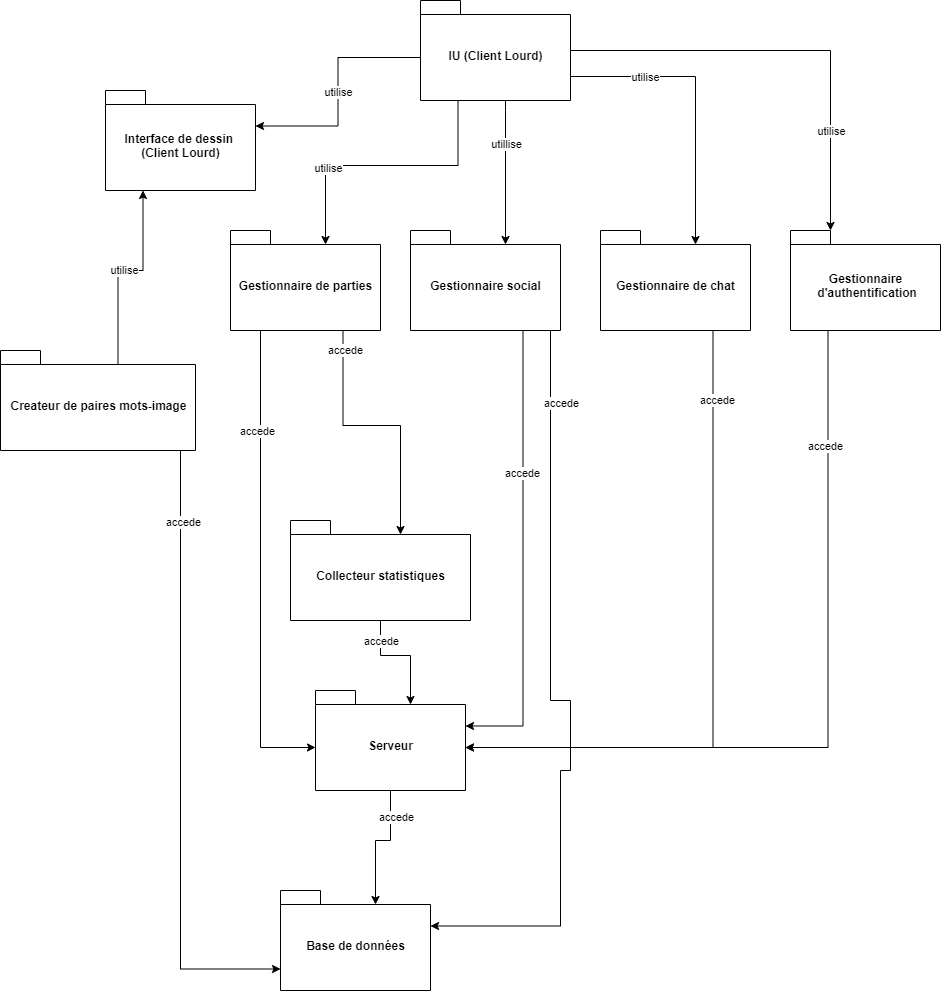 IU (Client Lourd)
utilise
utilise
utilise
Interface de dessin
(Client Lourd)
utilise
utillise
utilise
Gestionnaire de parties
Gestionnaire social
Gestionnaire de chat
Gestionnaire
d'authentification
accede
Createur de paires mots-image
accede
accede
accede
accede
accede
accede
Collecteur statistiques
accede
Serveur
accede
Base de données